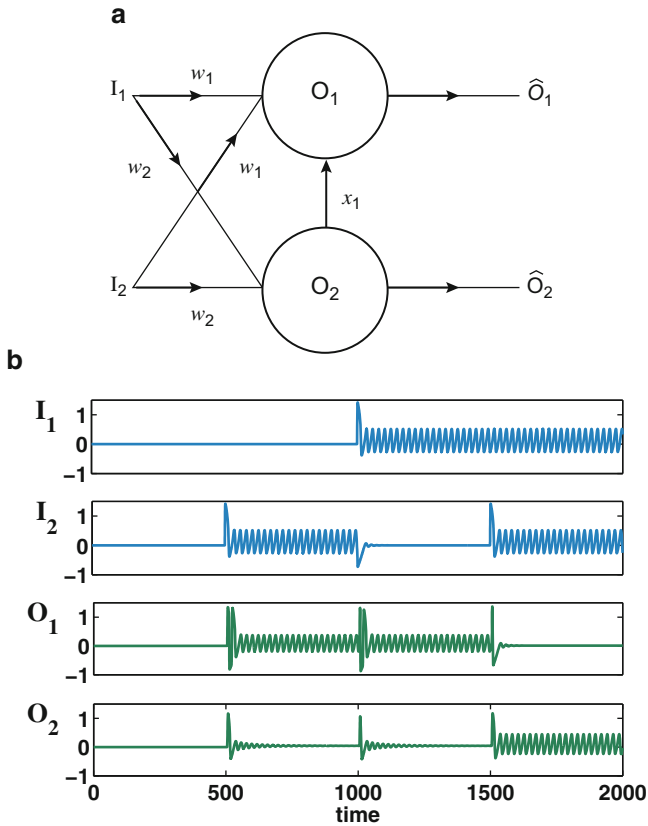 a
I₁ w₁ O₁ Ô₁
w₂ w₁ x₁
I₂ w₂ O₂ Ô₂
b
I₁ 1 0 −1
I₂ 1 0 −1
O₁ 1 0 −1
O₂ 1 0 −1
0 500 1000 1500 2000
time